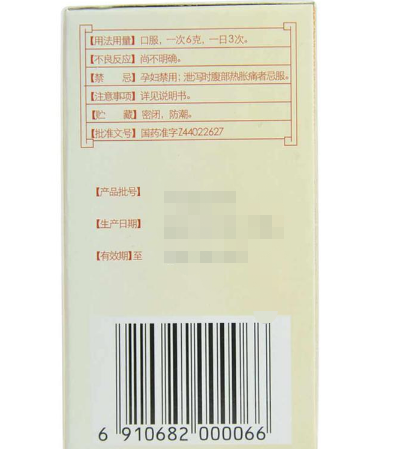 【用法用量】口服，一次6克，一日3次。
【不良反应】尚不明确。
【禁　　忌】孕妇禁用；泄泻时腹部热胀痛者忌服。
【注意事项】详见说明书。
【贮　　藏】密闭，防潮。
【批准文号】国药准字Z44022627
【产品批号】
【生产日期】
【有效期】至
6 910682 000066